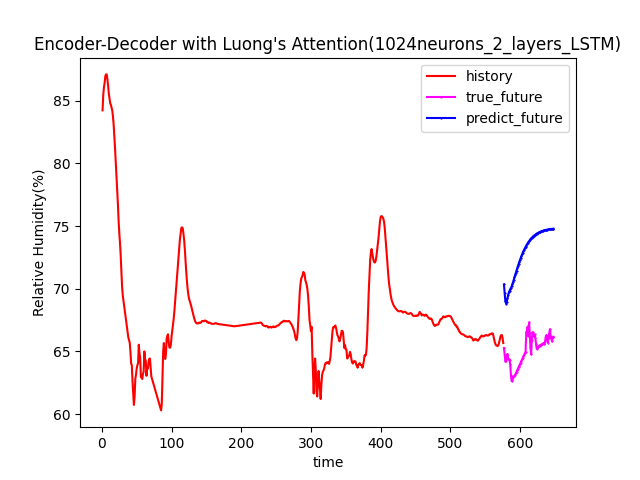 Encoder-Decoder with Luong's Attention(1024neurons_2_layers_LSTM)
history
true_future
predict_future
Relative Humidity(%)
85
80
75
70
65
60
0 100 200 300 400 500 600
time